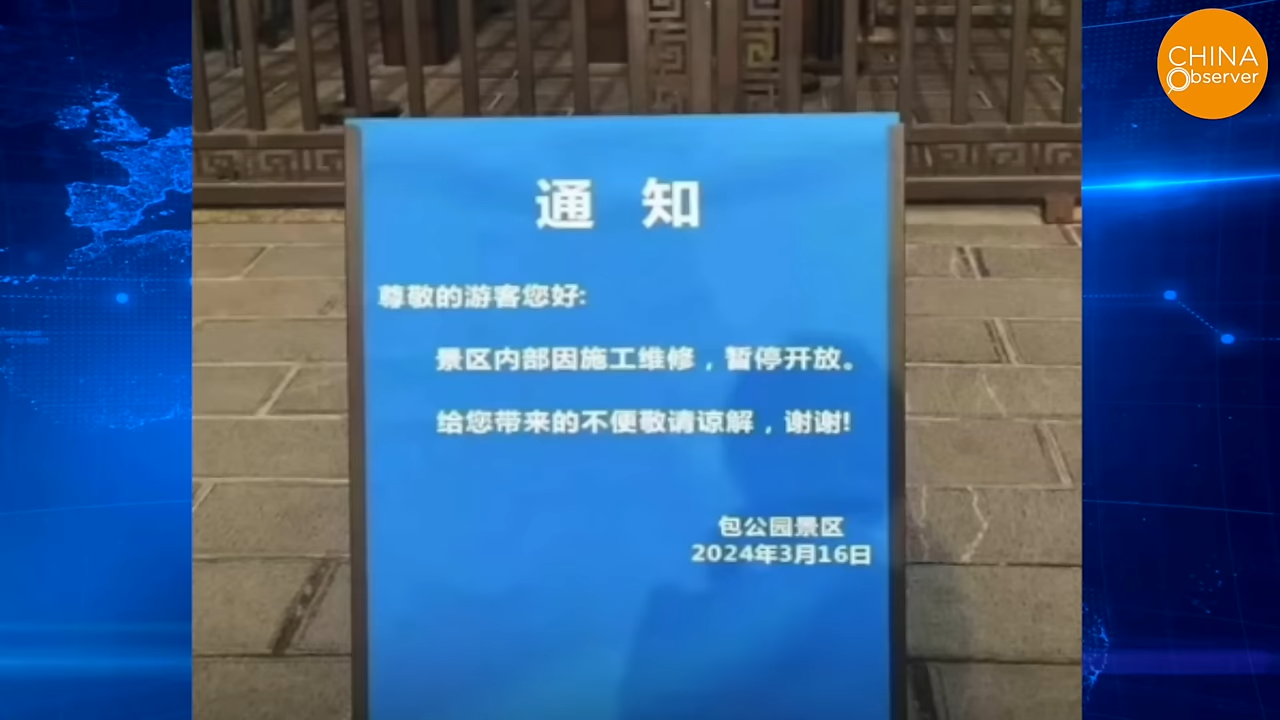 CHINA
Observer
通 知
尊敬的游客您好:
景区内部因施工维修，暂停开放。
给您带来的不便敬请谅解，谢谢!
包公园景区
2024年3月16日